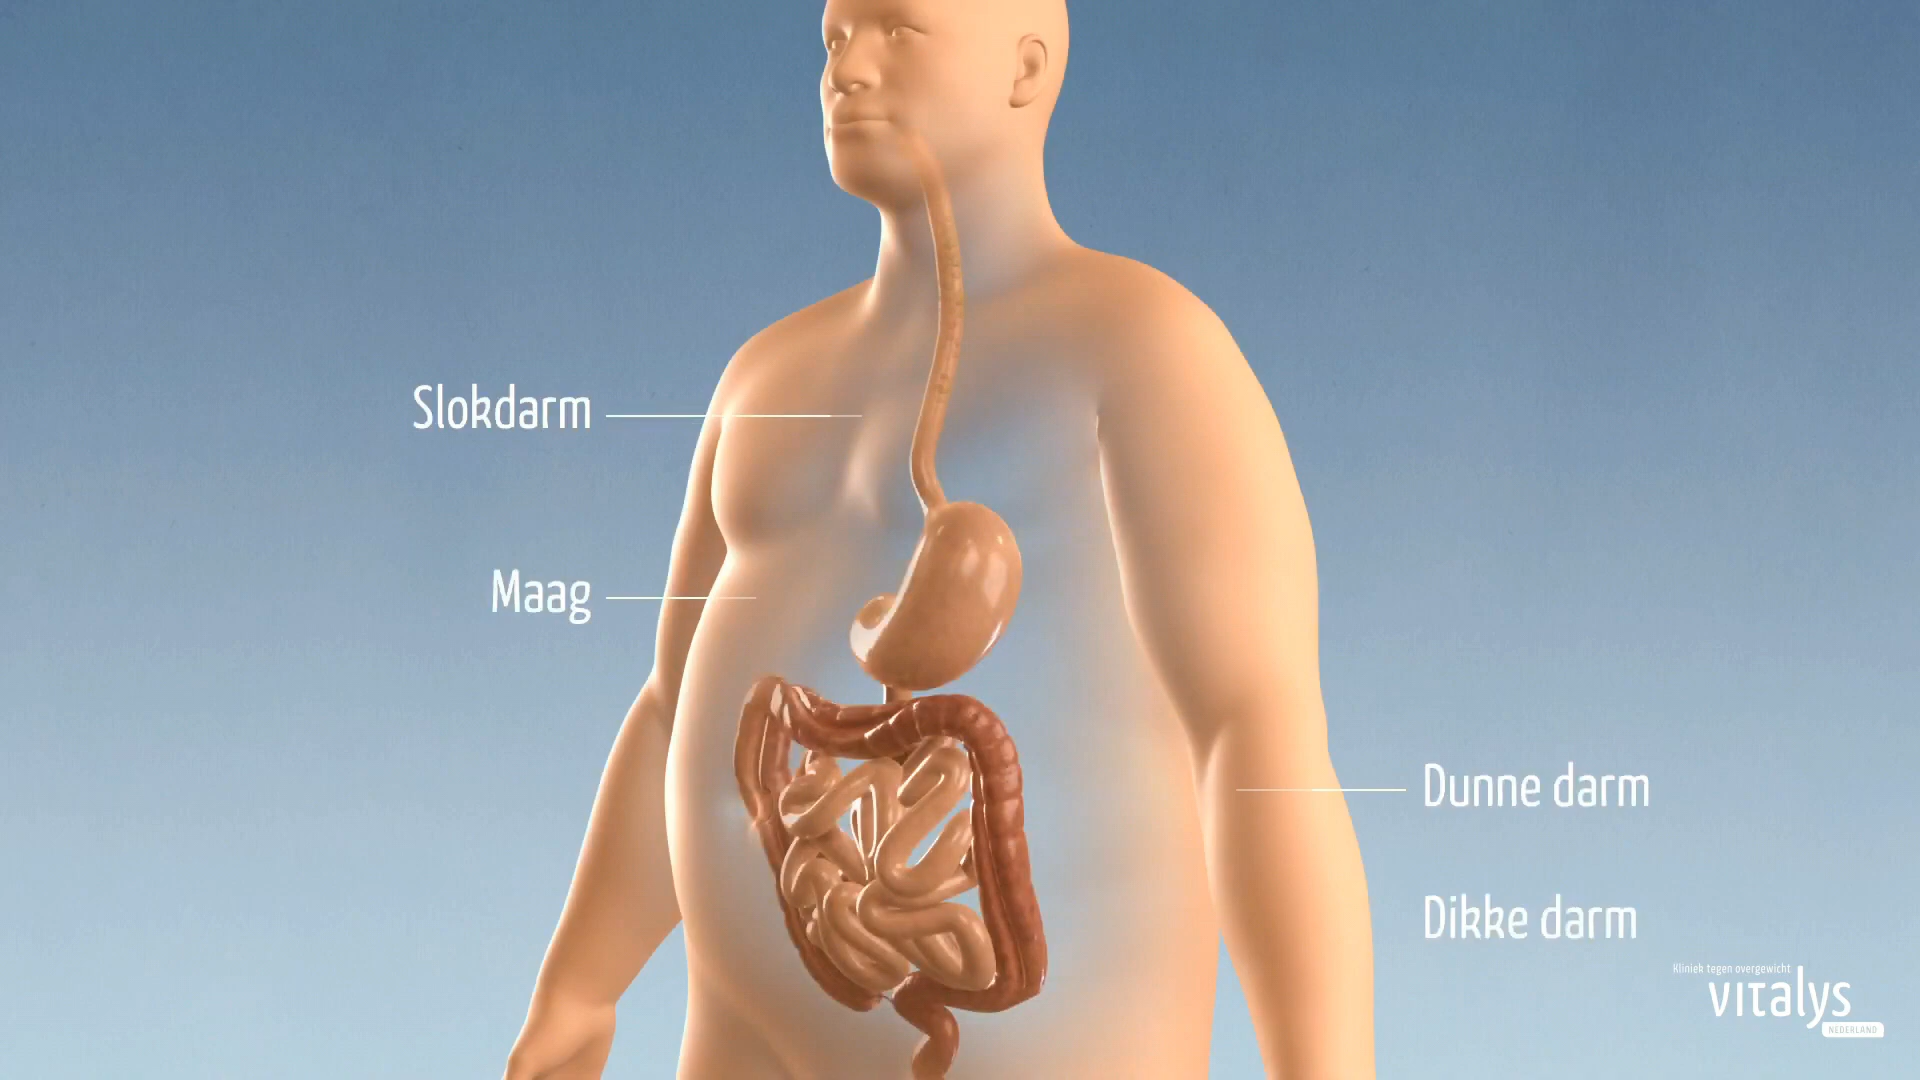 Slokdarm
Maag
Dunne darm
Dikke darm
Kliniek tegen overgewicht
vitalys
NEDERLAND